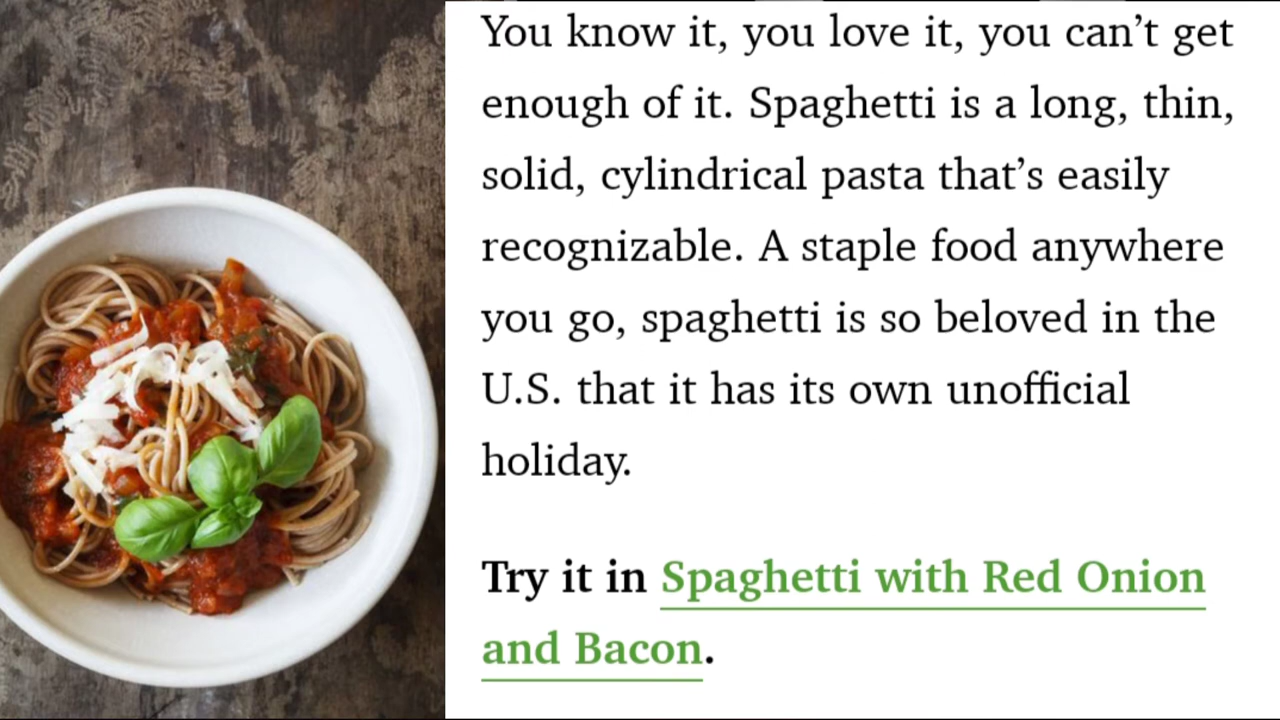 You know it, you love it, you can’t get
enough of it. Spaghetti is a long, thin,
solid, cylindrical pasta that’s easily
recognizable. A staple food anywhere
you go, spaghetti is so beloved in the
U.S. that it has its own unofficial
holiday.
Try it in Spaghetti with Red Onion
and Bacon.